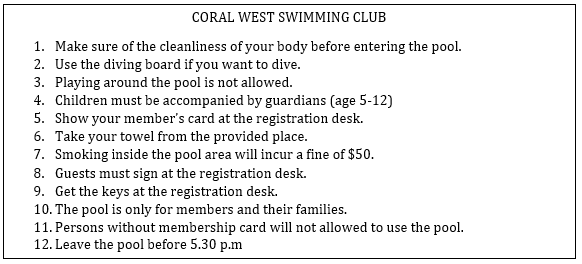 CORAL WEST SWIMMING CLUB
1. Make sure of the cleanliness of your body before entering the pool.
2. Use the diving board if you want to dive.
3. Playing around the pool is not allowed.
4. Children must be accompanied by guardians (age 5-12)
5. Show your member's card at the registration desk.
6. Take your towel from the provided place.
7. Smoking inside the pool area will incur a fine of $50.
8. Guests must sign at the registration desk.
9. Get the keys at the registration desk.
10. The pool is only for members and their families.
11. Persons without membership card will not allowed to use the pool.
12. Leave the pool before 5.30 p.m